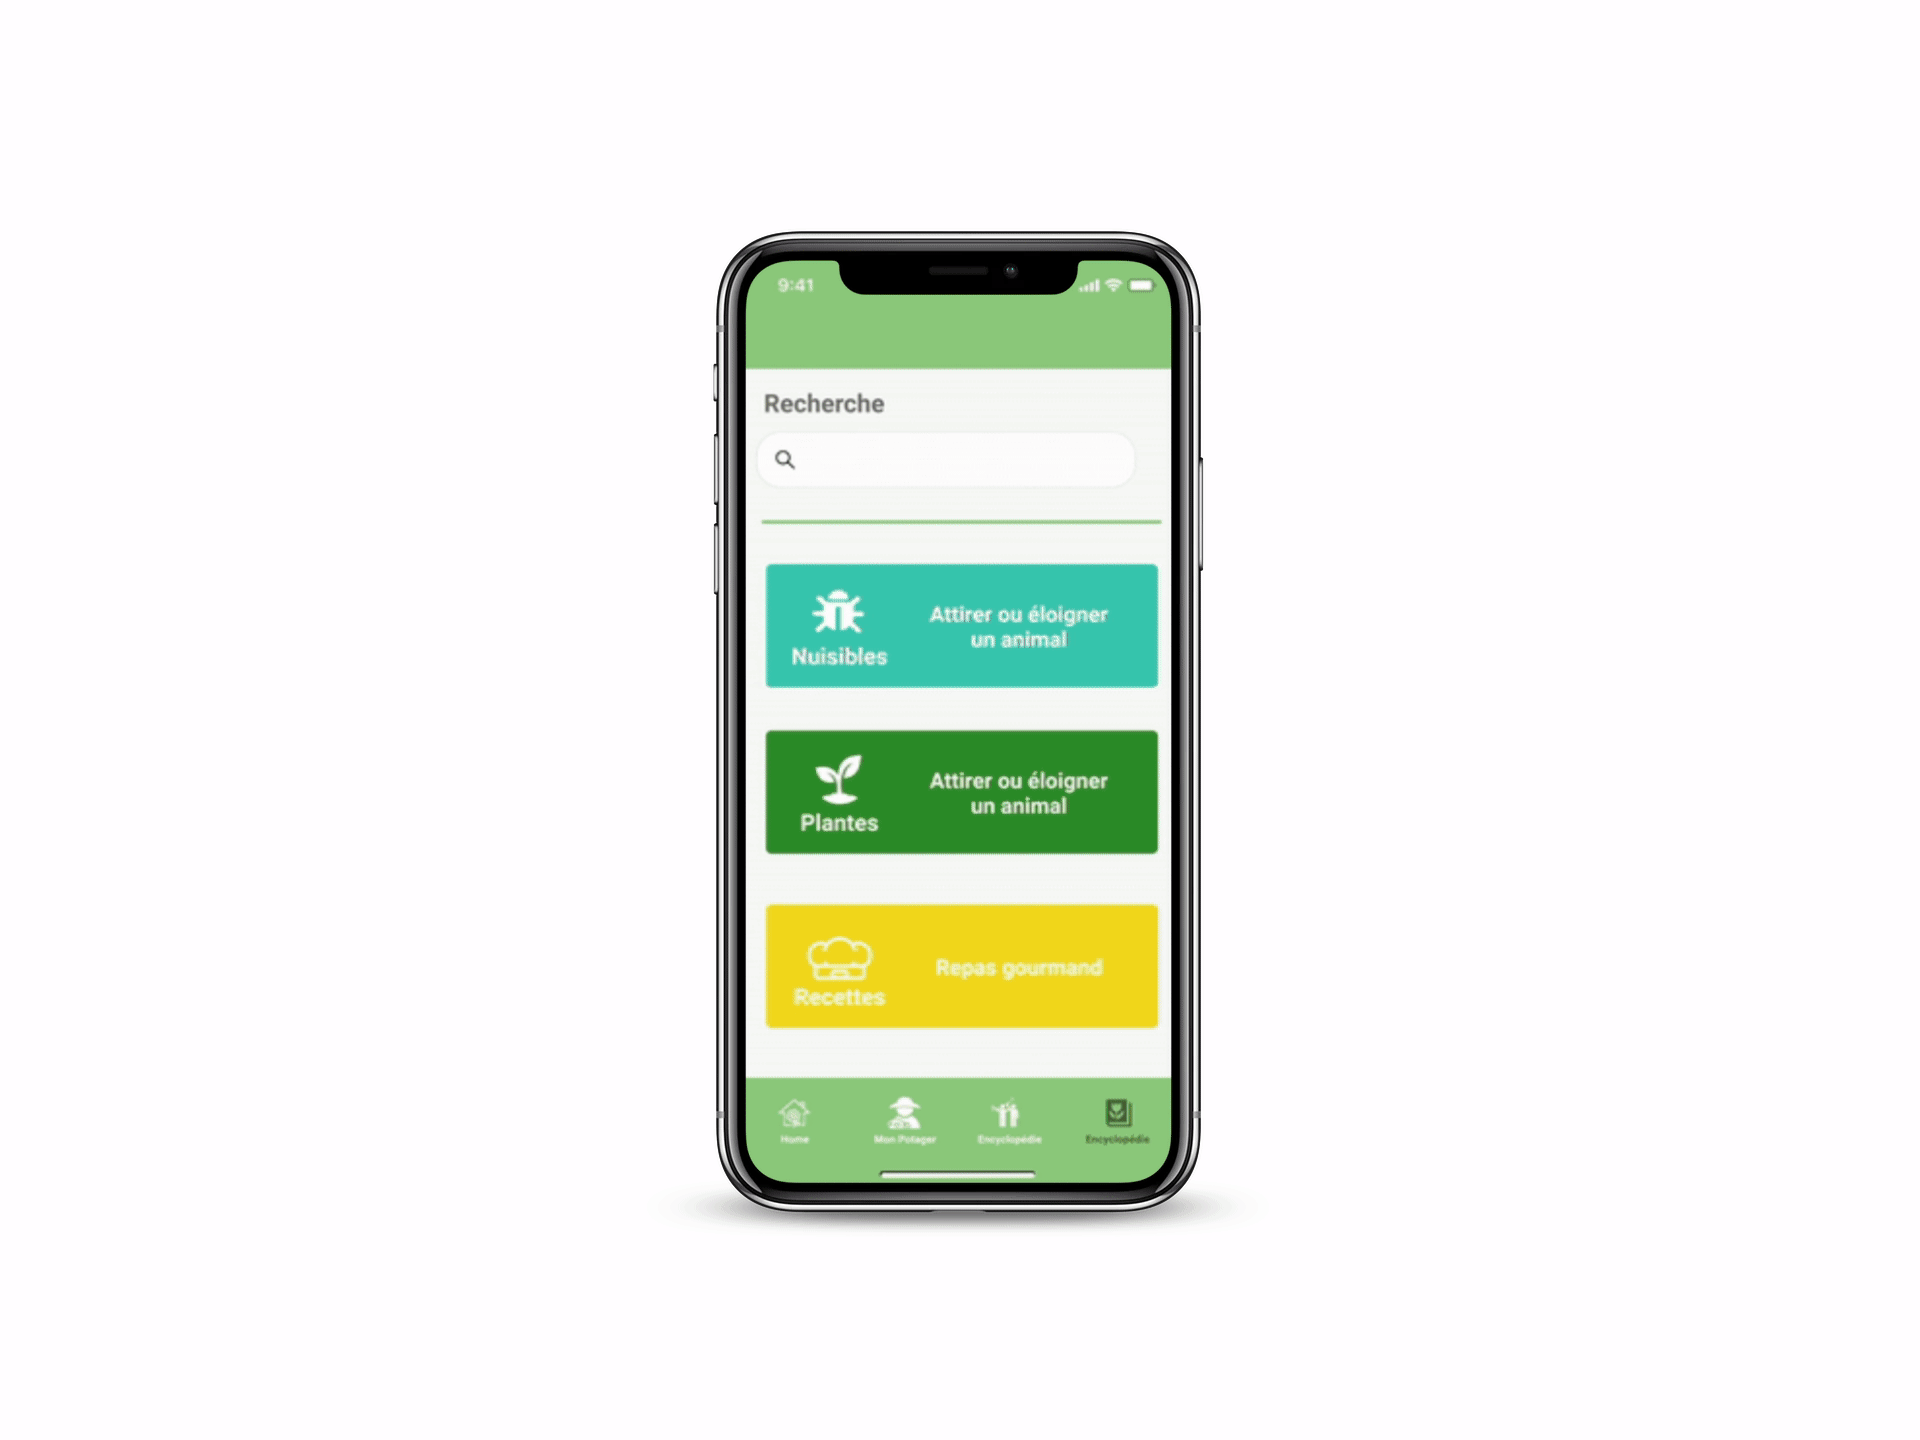 9:41
Recherche
Attirer ou éloigner
un animal
Nuisibles
Attirer ou éloigner
un animal
Plantes
Repas gourmand
Recettes
Home
Mon Potager
Encyclopédie
Encyclopédie